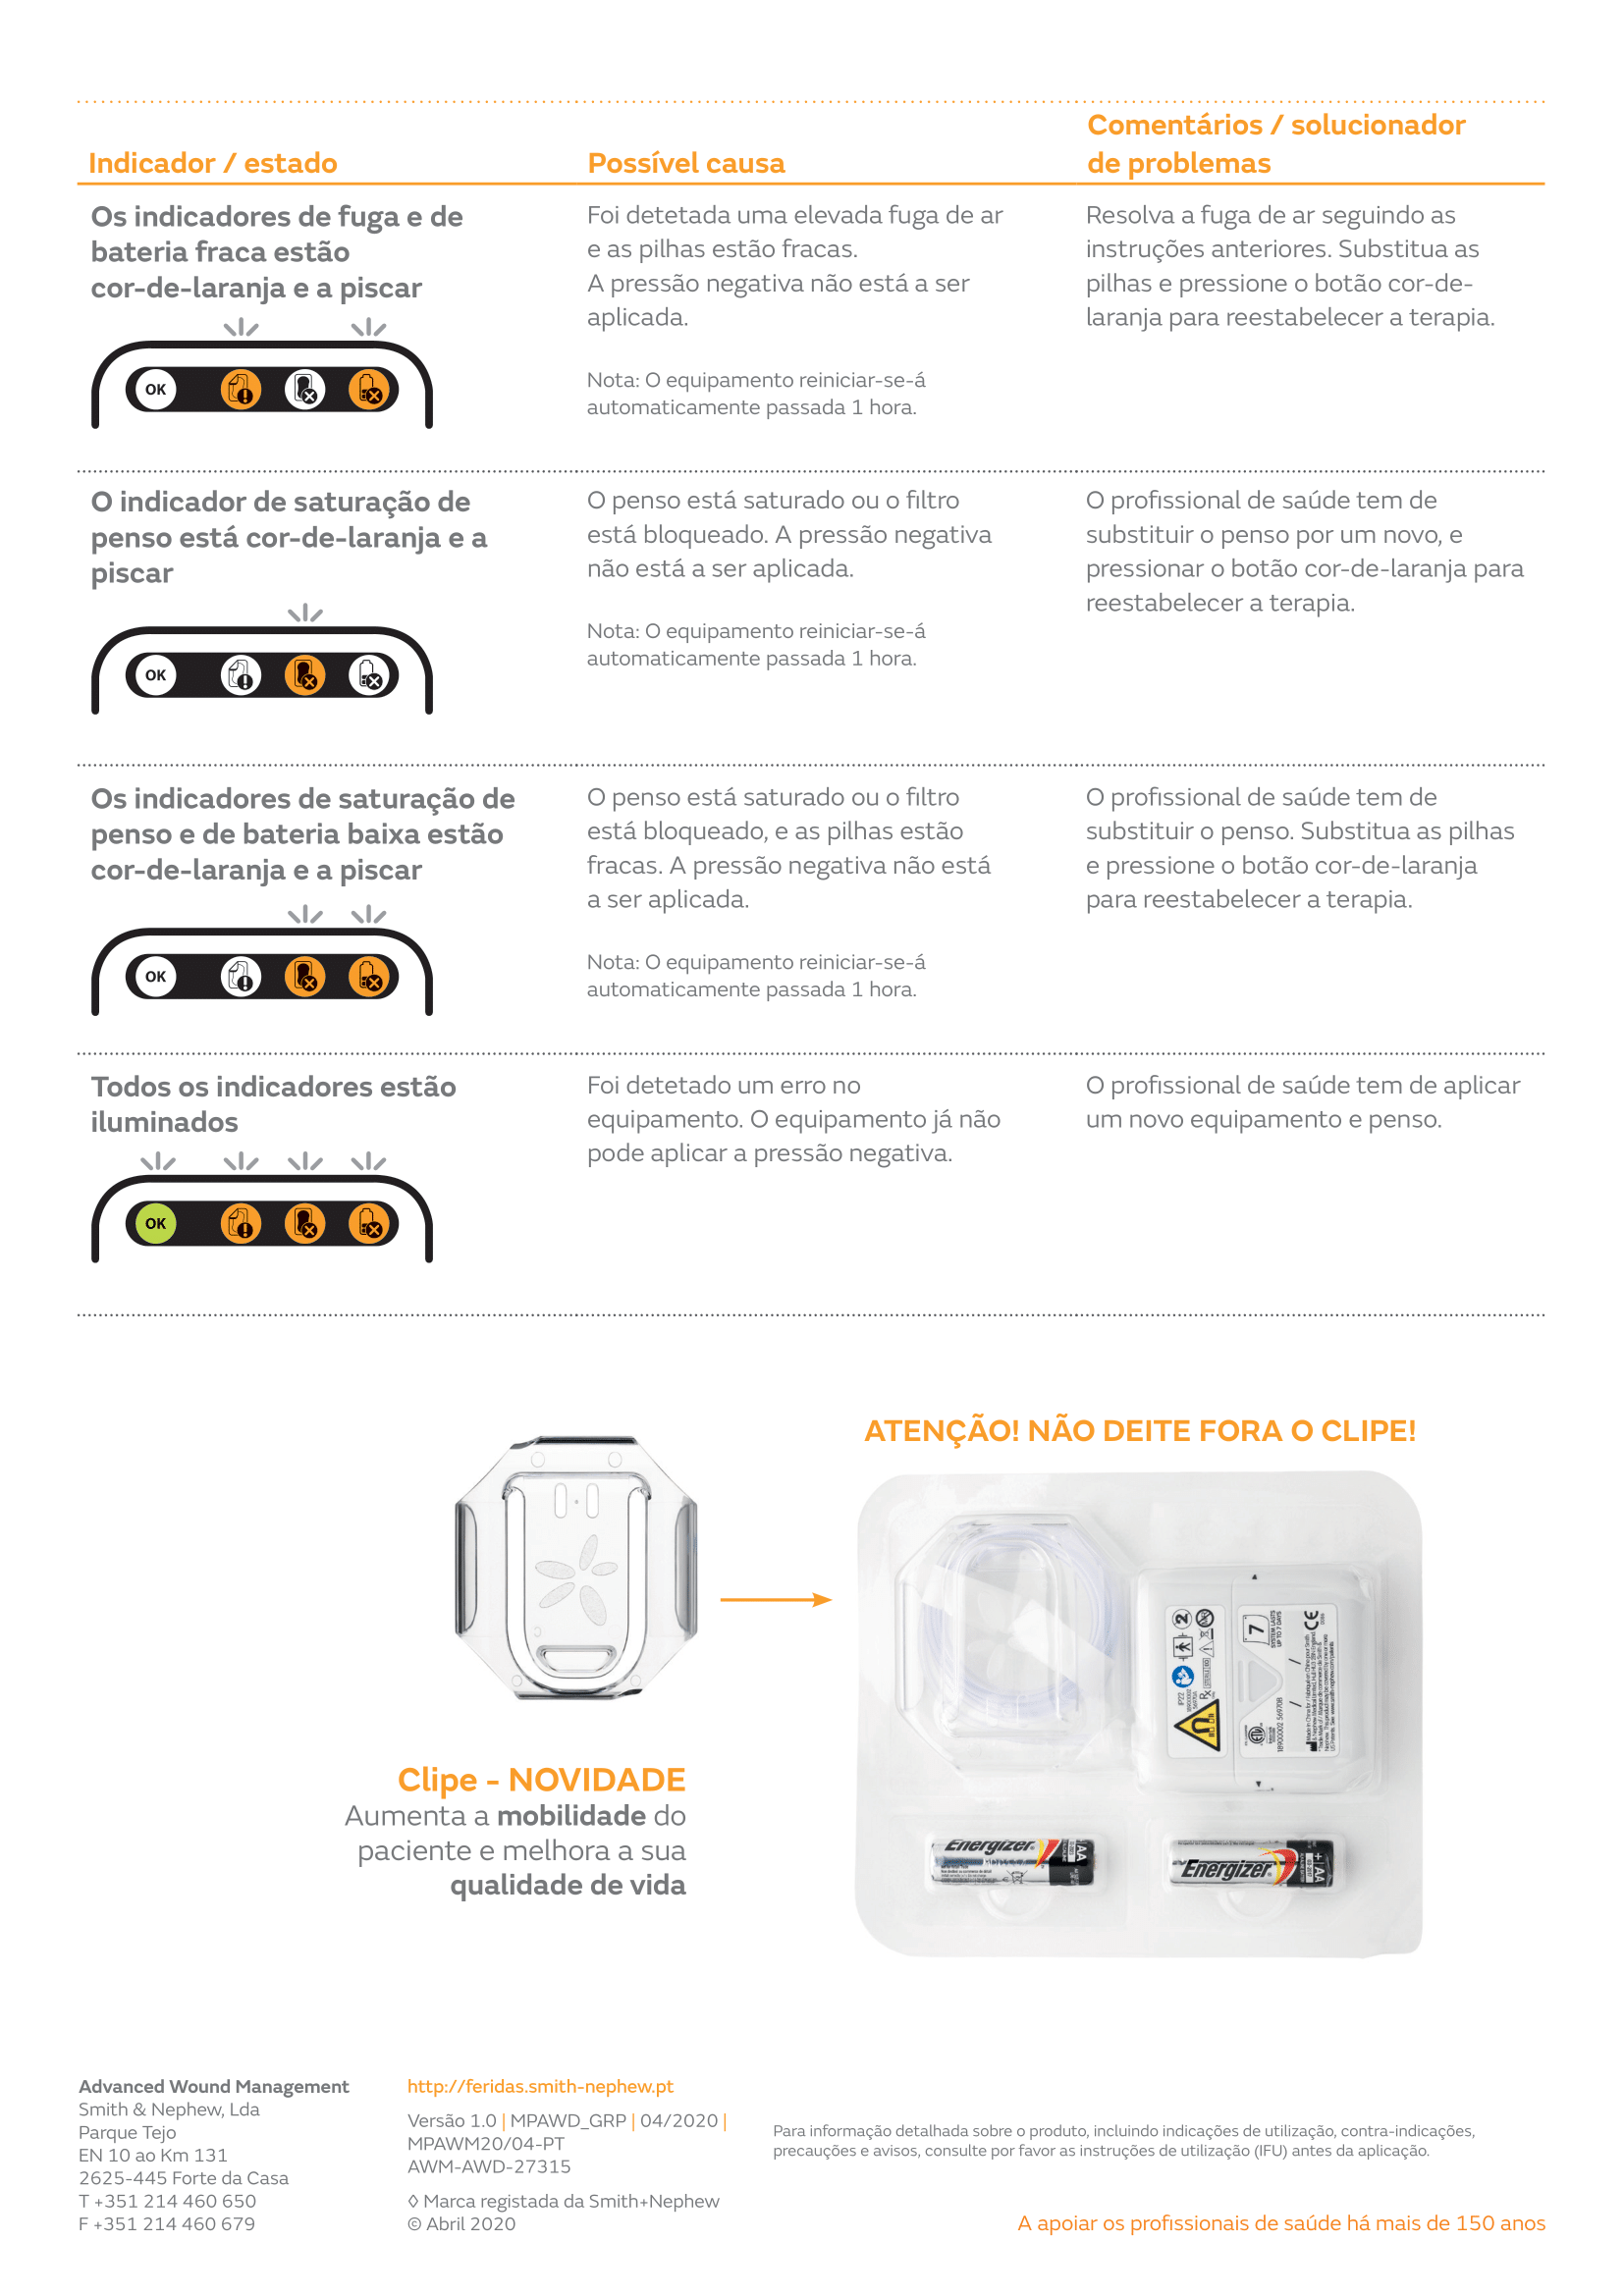 Indicador / estado
Possível causa
Comentários / solucionador
de problemas
Os indicadores de fuga e de
bateria fraca estão
cor-de-laranja e a piscar
OK
Foi detetada uma elevada fuga de ar
e as pilhas estão fracas.
A pressão negativa não está a ser
aplicada.
Nota: O equipamento reiniciar-se-á
automaticamente passada 1 hora.
Resolva a fuga de ar seguindo as
instruções anteriores. Substitua as
pilhas e pressione o botão cor-de-
laranja para reestabelecer a terapia.
O indicador de saturação de
penso está cor-de-laranja e a
piscar
OK
O penso está saturado ou o filtro
está bloqueado. A pressão negativa
não está a ser aplicada.
Nota: O equipamento reiniciar-se-á
automaticamente passada 1 hora.
O profissional de saúde tem de
substituir o penso por um novo, e
pressionar o botão cor-de-laranja para
reestabelecer a terapia.
Os indicadores de saturação de
penso e de bateria baixa estão
cor-de-laranja e a piscar
OK
O penso está saturado ou o filtro
está bloqueado, e as pilhas estão
fracas. A pressão negativa não está
a ser aplicada.
Nota: O equipamento reiniciar-se-á
automaticamente passada 1 hora.
O profissional de saúde tem de
substituir o penso. Substitua as pilhas
e pressione o botão cor-de-laranja
para reestabelecer a terapia.
Todos os indicadores estão
iluminados
OK
Foi detetado um erro no
equipamento. O equipamento já não
pode aplicar a pressão negativa.
O profissional de saúde tem de aplicar
um novo equipamento e penso.
ATENÇÃO! NÃO DEITE FORA O CLIPE!
Clipe - NOVIDADE
Aumenta a mobilidade do
paciente e melhora a sua
qualidade de vida
IP22
Rx
2
7
SYSTEM LASTS
UP TO 7 DAYS
CE
Energizer
AA
Energizer
+ AA
Advanced Wound Management
Smith & Nephew, Lda
Parque Tejo
EN 10 ao Km 131
2625-445 Forte da Casa
T +351 214 460 650
F +351 214 460 679
http://feridas.smith-nephew.pt
Versão 1.0 | MPAWD_GRP | 04/2020 |
MPAWM20/04-PT
AWM-AWD-27315
◊ Marca registada da Smith+Nephew
© Abril 2020
Para informação detalhada sobre o produto, incluindo indicações de utilização, contra-indicações,
precauções e avisos, consulte por favor as instruções de utilização (IFU) antes da aplicação.
A apoiar os profissionais de saúde há mais de 150 anos